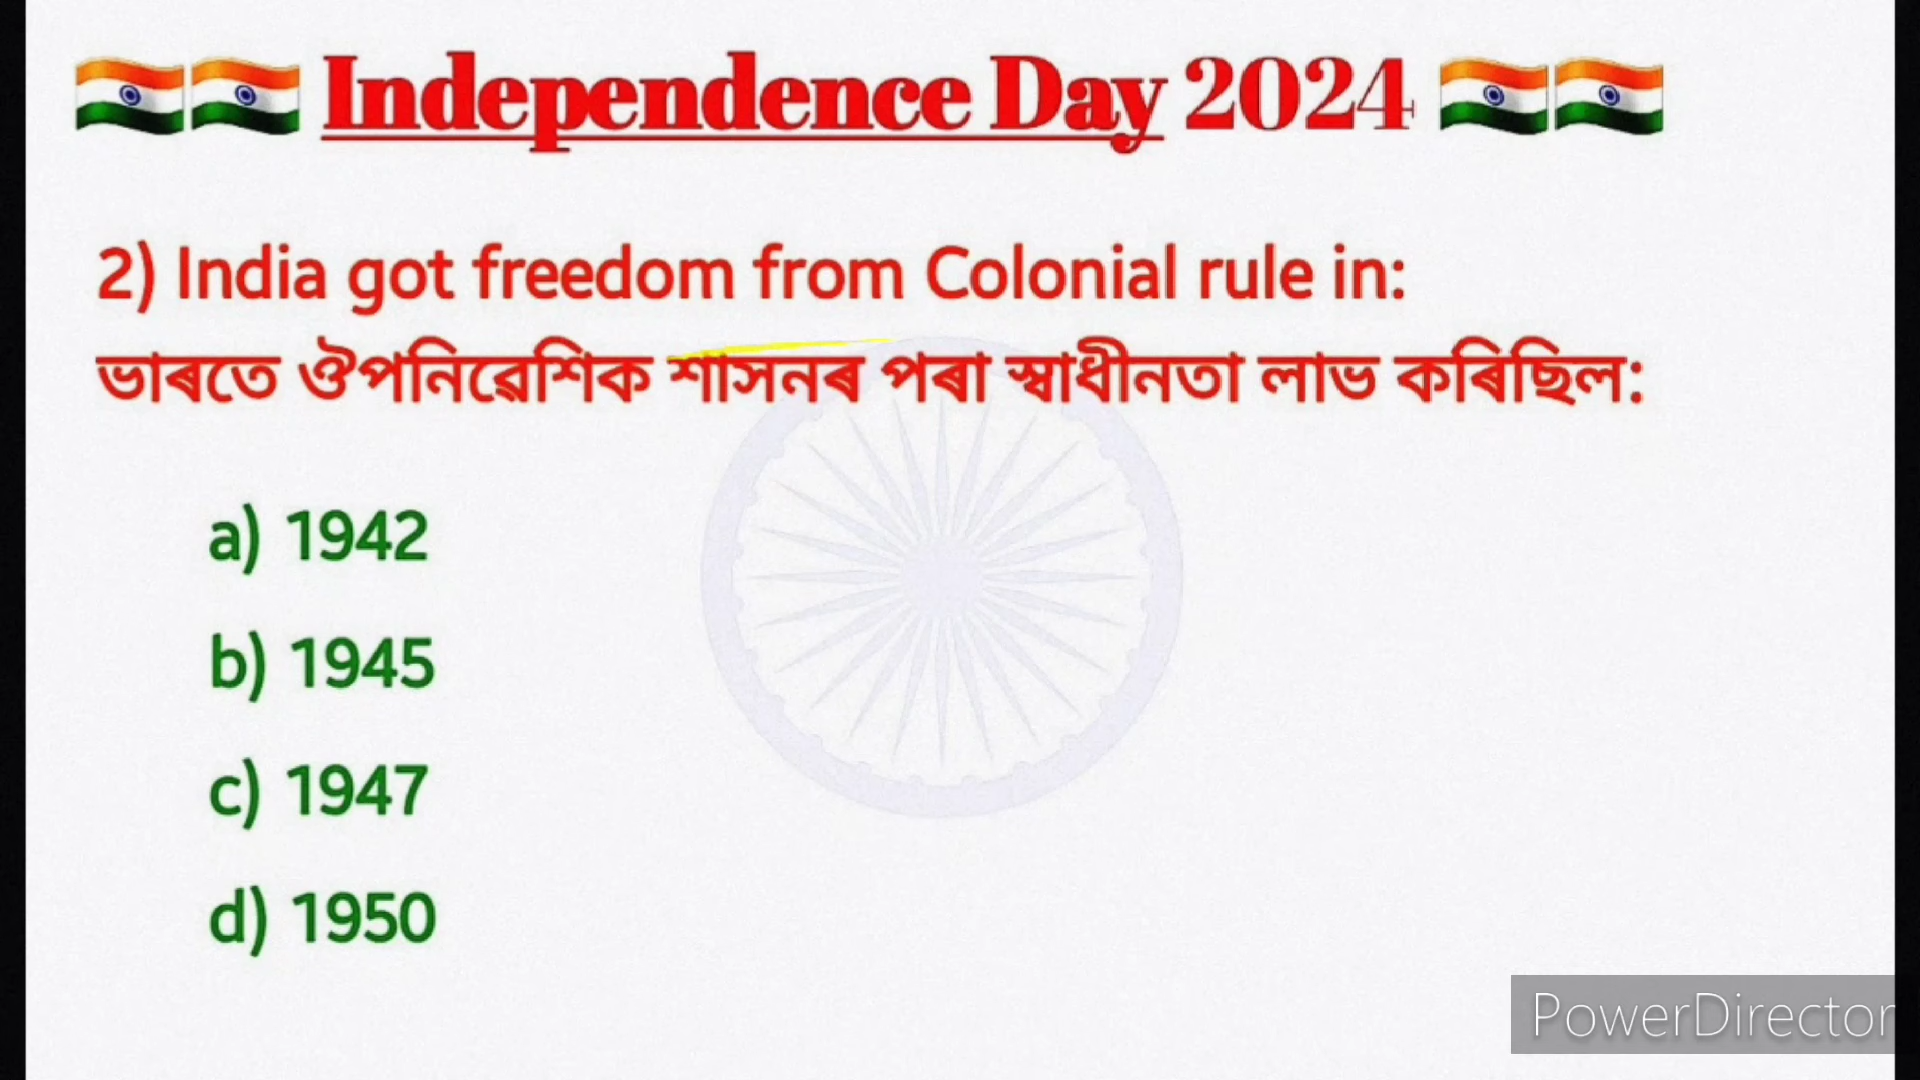 Independence Day 2024
2) India got freedom from Colonial rule in:
ভাৰতে ঔপনিৱেশিক শাসনৰ পৰা স্বাধীনতা লাভ কৰিছিল:
a) 1942
b) 1945
c) 1947
d) 1950
PowerDirector